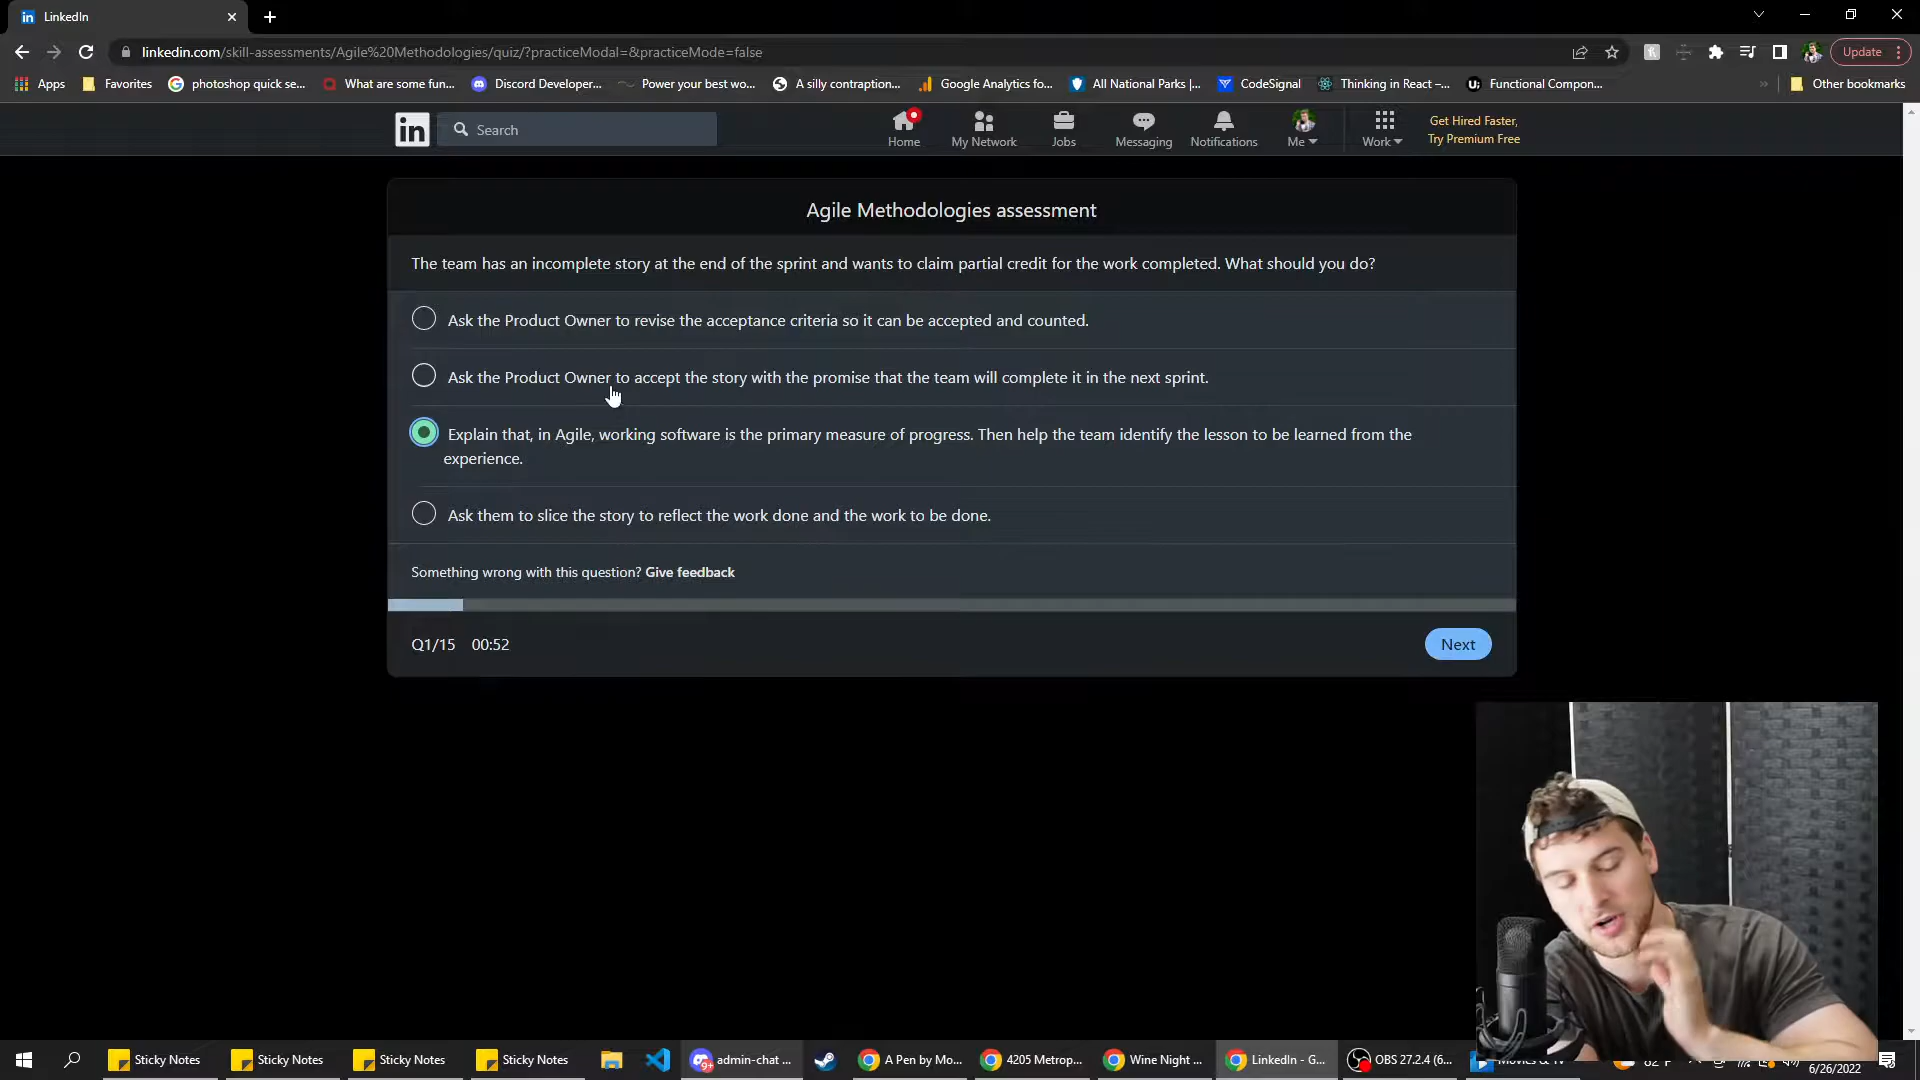 LinkedIn
linkedin.com/skill-assessments/Agile%20Methodologies/quiz/?practiceModal=&practiceMode=false
Update
Apps Favorites photoshop quick se... What are some fun... Discord Developer... Power your best wo... A silly contraption... Google Analytics fo... All National Parks |... CodeSignal Thinking in React –... Functional Compon... Other bookmarks
in Search Home My Network Jobs Messaging Notifications Me Work
Get Hired Faster,
Try Premium Free
Agile Methodologies assessment
The team has an incomplete story at the end of the sprint and wants to claim partial credit for the work completed. What should you do?
Ask the Product Owner to revise the acceptance criteria so it can be accepted and counted.
Ask the Product Owner to accept the story with the promise that the team will complete it in the next sprint.
Explain that, in Agile, working software is the primary measure of progress. Then help the team identify the lesson to be learned from the
experience.
Ask them to slice the story to reflect the work done and the work to be done.
Something wrong with this question? Give feedback
Q1/15 00:52 Next
Sticky Notes Sticky Notes Sticky Notes Sticky Notes admin-chat ... A Pen by Mo... 4205 Metrop... Wine Night ... LinkedIn - G... OBS 27.2.4 (6...
6/26/2022